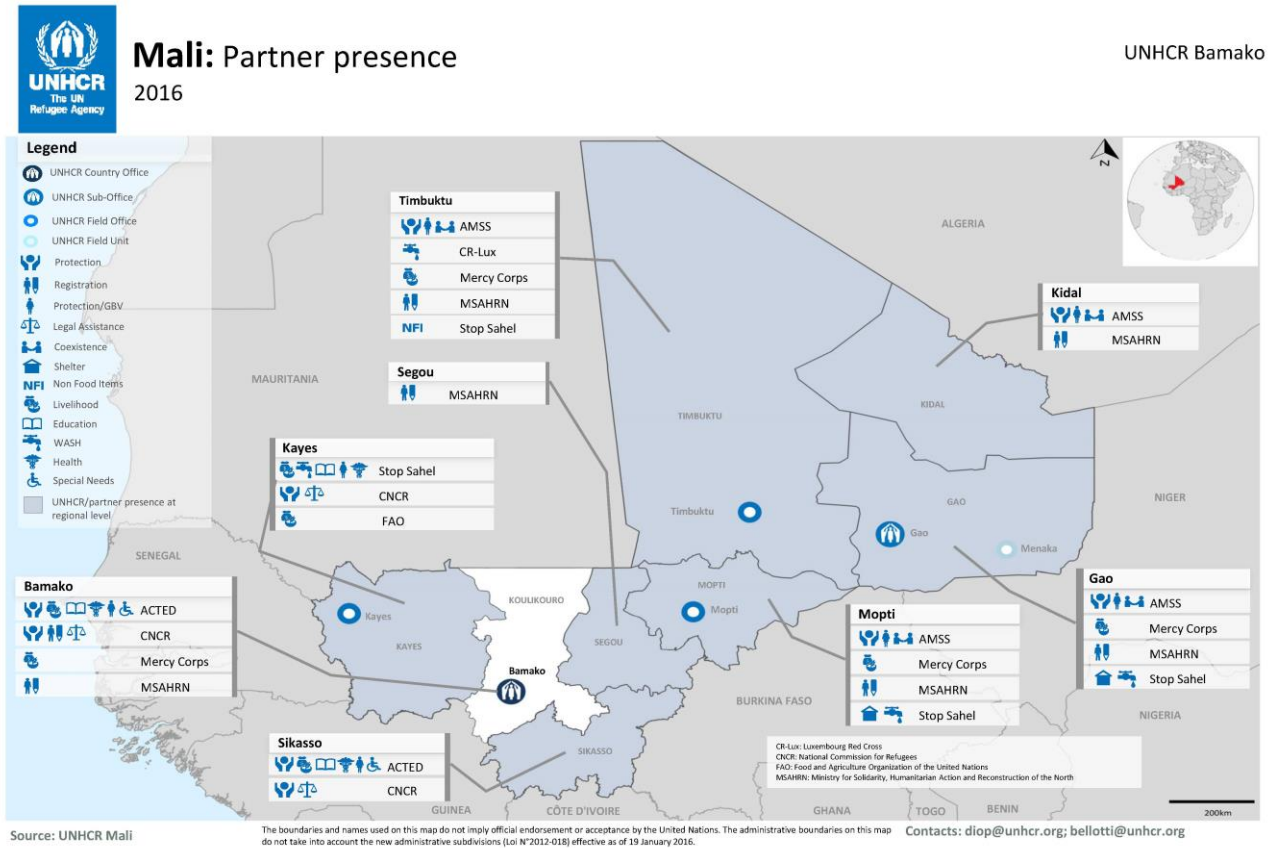 UNHCR
The UN
Refugee Agency
Mali: Partner presence
2016
UNHCR Bamako
Legend
UNHCR Country Office
UNHCR Sub-Office
UNHCR Field Office
UNHCR Field Unit
Protection
Registration
Protection/GBV
Legal Assistance
Coexistence
Shelter
NFI Non Food Items
Livelihood
Education
WASH
Health
Special Needs
UNHCR/partner presence at
regional level
Timbuktu
AMSS
CR-Lux
Mercy Corps
MSAHRN
NFI Stop Sahel
Segou
MSAHRN
Kayes
Stop Sahel
CNCR
FAO
Bamako
ACTED
CNCR
Mercy Corps
MSAHRN
Sikasso
ACTED
CNCR
Kidal
AMSS
MSAHRN
Gao
AMSS
Mercy Corps
MSAHRN
Stop Sahel
Mopti
AMSS
Mercy Corps
MSAHRN
Stop Sahel
N
ALGERIA
MAURITANIA
TIMBUKTU
KIDAL
GAO
NIGER
Timbuktu
Gao
Menaka
SENEGAL
MOPTI
Mopti
KOULIKOURO
Kayes
KAYES
SEGOU
Bamako
BURKINA FASO
NIGERIA
SIKASSO
GUINEA
CÔTE D'IVOIRE
GHANA
TOGO
BENIN
CR-Lux: Luxembourg Red Cross
CNCR: National Commission for Refugees
FAO: Food and Agriculture Organization of the United Nations
MSAHRN: Ministry for Solidarity, Humanitarian Action and Reconstruction of the North
200km
Source: UNHCR Mali
The boundaries and names used on this map do not imply official endorsement or acceptance by the United Nations. The administrative boundaries on this map
do not take into account the new administrative subdivisions (Loi N°2012-018) effective as of 19 January 2016.
Contacts: diop@unhcr.org; bellotti@unhcr.org